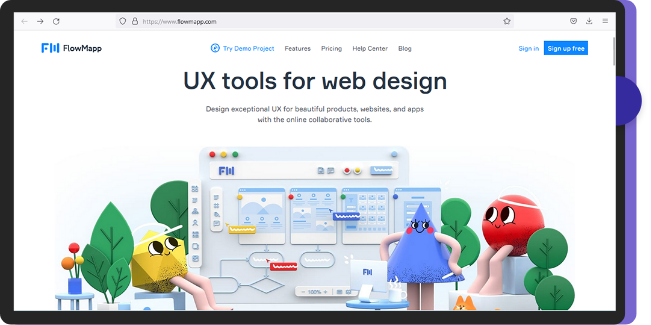 https://www.flowmapp.com
FlowMapp
Try Demo Project
Features
Pricing
Help Center
Blog
Sign in
Sign up free
UX tools for web design
Design exceptional UX for beautiful products, websites, and apps
with the online collaborative tools.
100%